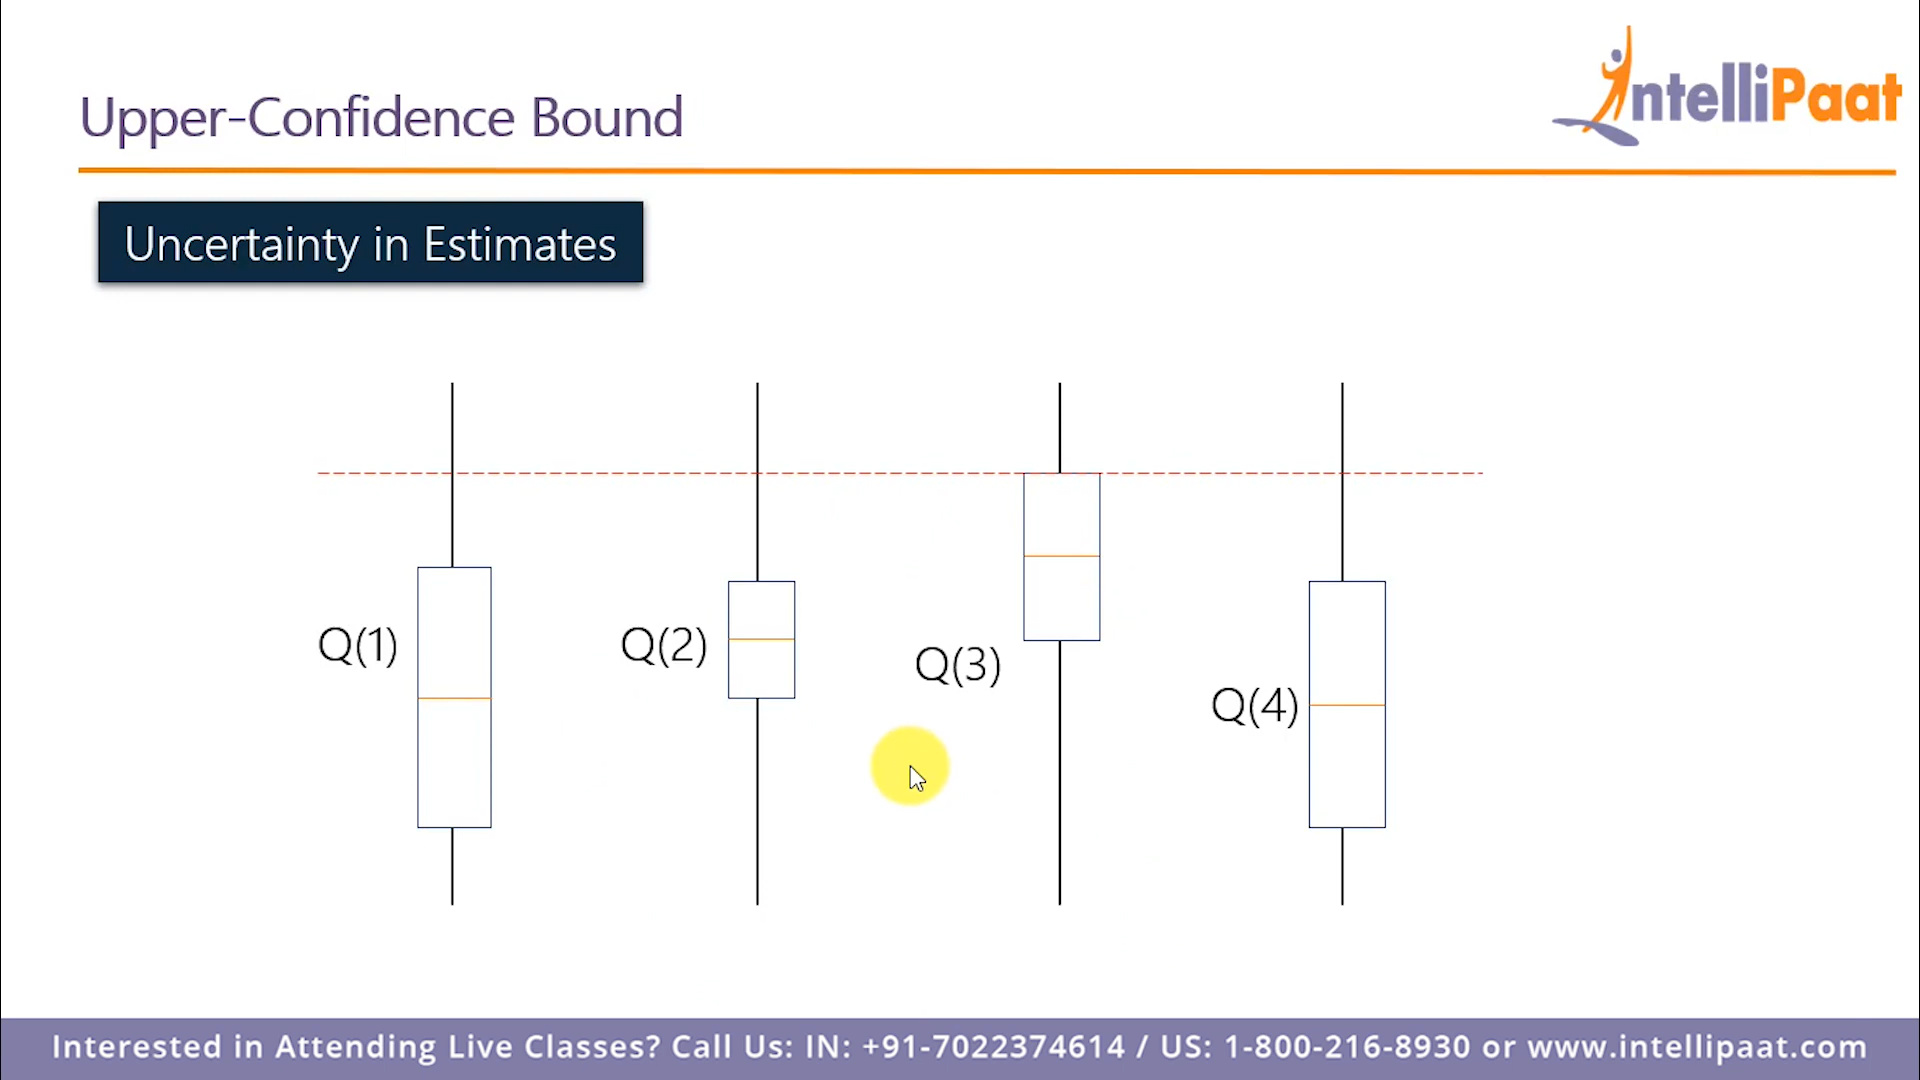 IntelliPaat
Upper-Confidence Bound
Uncertainty in Estimates
Q(1)
Q(2)
Q(3)
Q(4)
Interested in Attending Live Classes? Call Us: IN: +91-7022374614 / US: 1-800-216-8930 or www.intellipaat.com